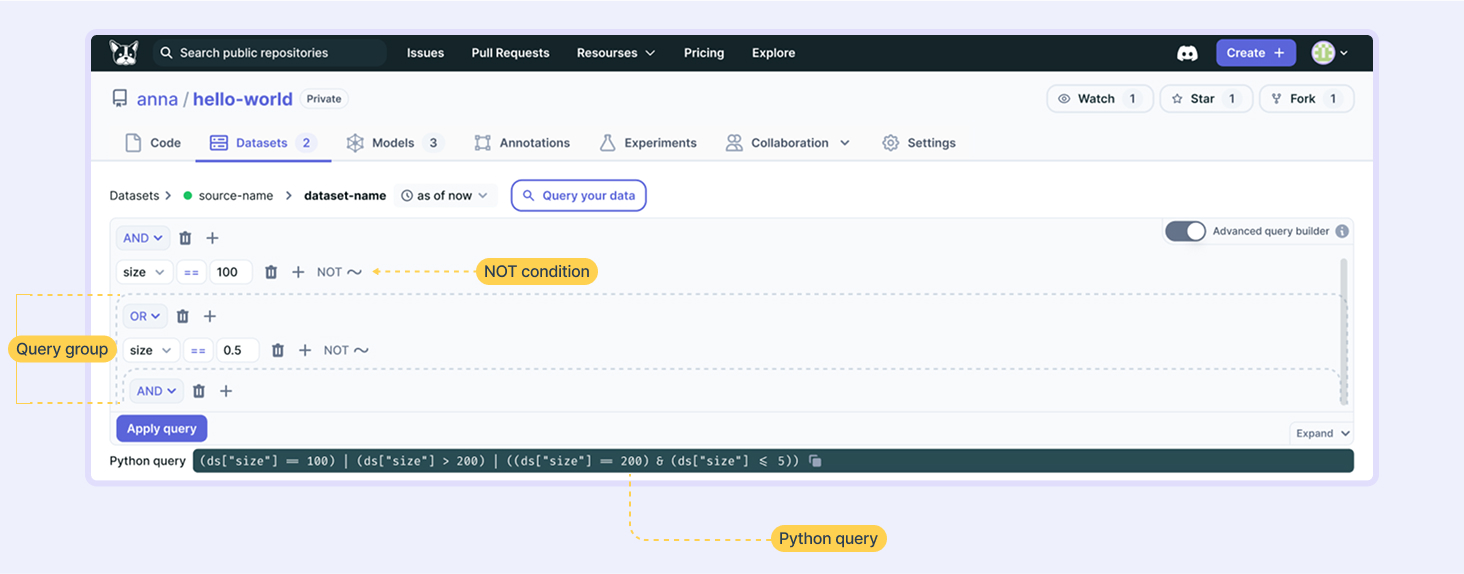 Search public repositories Issues Pull Requests Resourses Pricing Explore Create +
anna / hello-world Private Watch 1 Star 1 Fork 1
Code Datasets 2 Models 3 Annotations Experiments Collaboration Settings
Datasets > source-name > dataset-name as of now Query your data
AND + Advanced query builder i
size == 100 + NOT ~ NOT condition
OR +
Query group size == 0.5 + NOT ~
AND +
Apply query Expand
Python query (ds["size"] == 100) | (ds["size"] > 200) | ((ds["size"] == 200) & (ds["size"] ≤ 5))
Python query